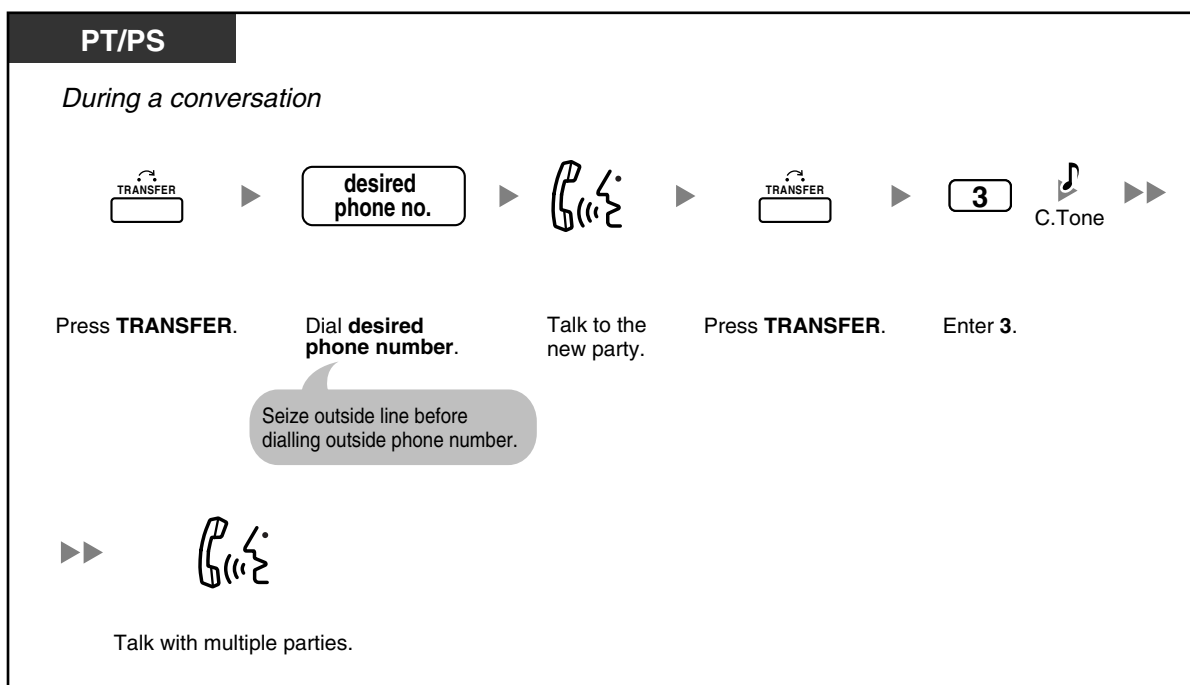 PT/PS
During a conversation
TRANSFER
desired
phone no.
TRANSFER
3
C.Tone
Press TRANSFER.
Dial desired
phone number.
Talk to the
new party.
Press TRANSFER.
Enter 3.
Seize outside line before
dialling outside phone number.
Talk with multiple parties.